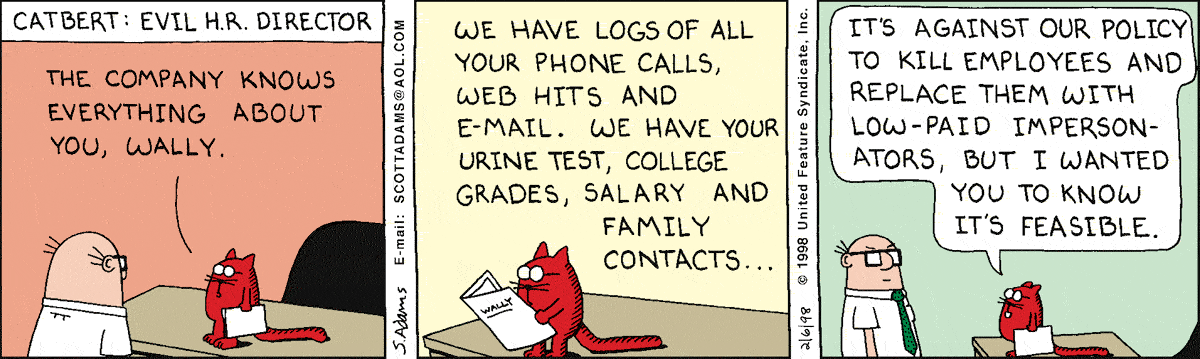 CATBERT: EVIL H.R. DIRECTOR
THE COMPANY KNOWS
EVERYTHING ABOUT
YOU, WALLY.
S.Adams
E-mail: SCOTTADAMS@AOL.COM
WE HAVE LOGS OF ALL
YOUR PHONE CALLS,
WEB HITS AND
E-MAIL. WE HAVE YOUR
URINE TEST, COLLEGE
GRADES, SALARY AND
FAMILY
CONTACTS...
WALLY
2/6/98
© 1998 United Feature Syndicate, Inc.
IT'S AGAINST OUR POLICY
TO KILL EMPLOYEES AND
REPLACE THEM WITH
LOW-PAID IMPERSON-
ATORS, BUT I WANTED
YOU TO KNOW
IT'S FEASIBLE.